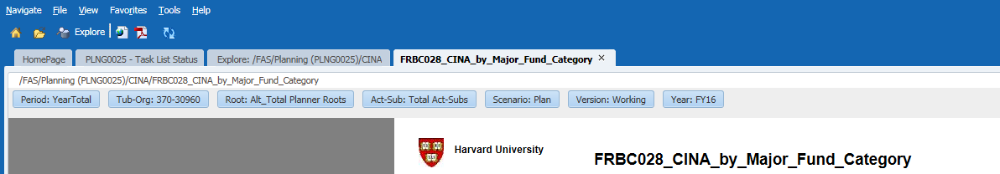 Navigate File View Favorites Tools Help
Explore
HomePage PLNG0025 - Task List Status Explore: /FAS/Planning (PLNG0025)/CINA FRBC028_CINA_by_Major_Fund_Category ×
/FAS/Planning (PLNG0025)/CINA/FRBC028_CINA_by_Major_Fund_Category
Period: YearTotal Tub-Org: 370-30960 Root: Alt_Total Planner Roots Act-Sub: Total Act-Subs Scenario: Plan Version: Working Year: FY16
Harvard University
FRBC028_CINA_by_Major_Fund_Category